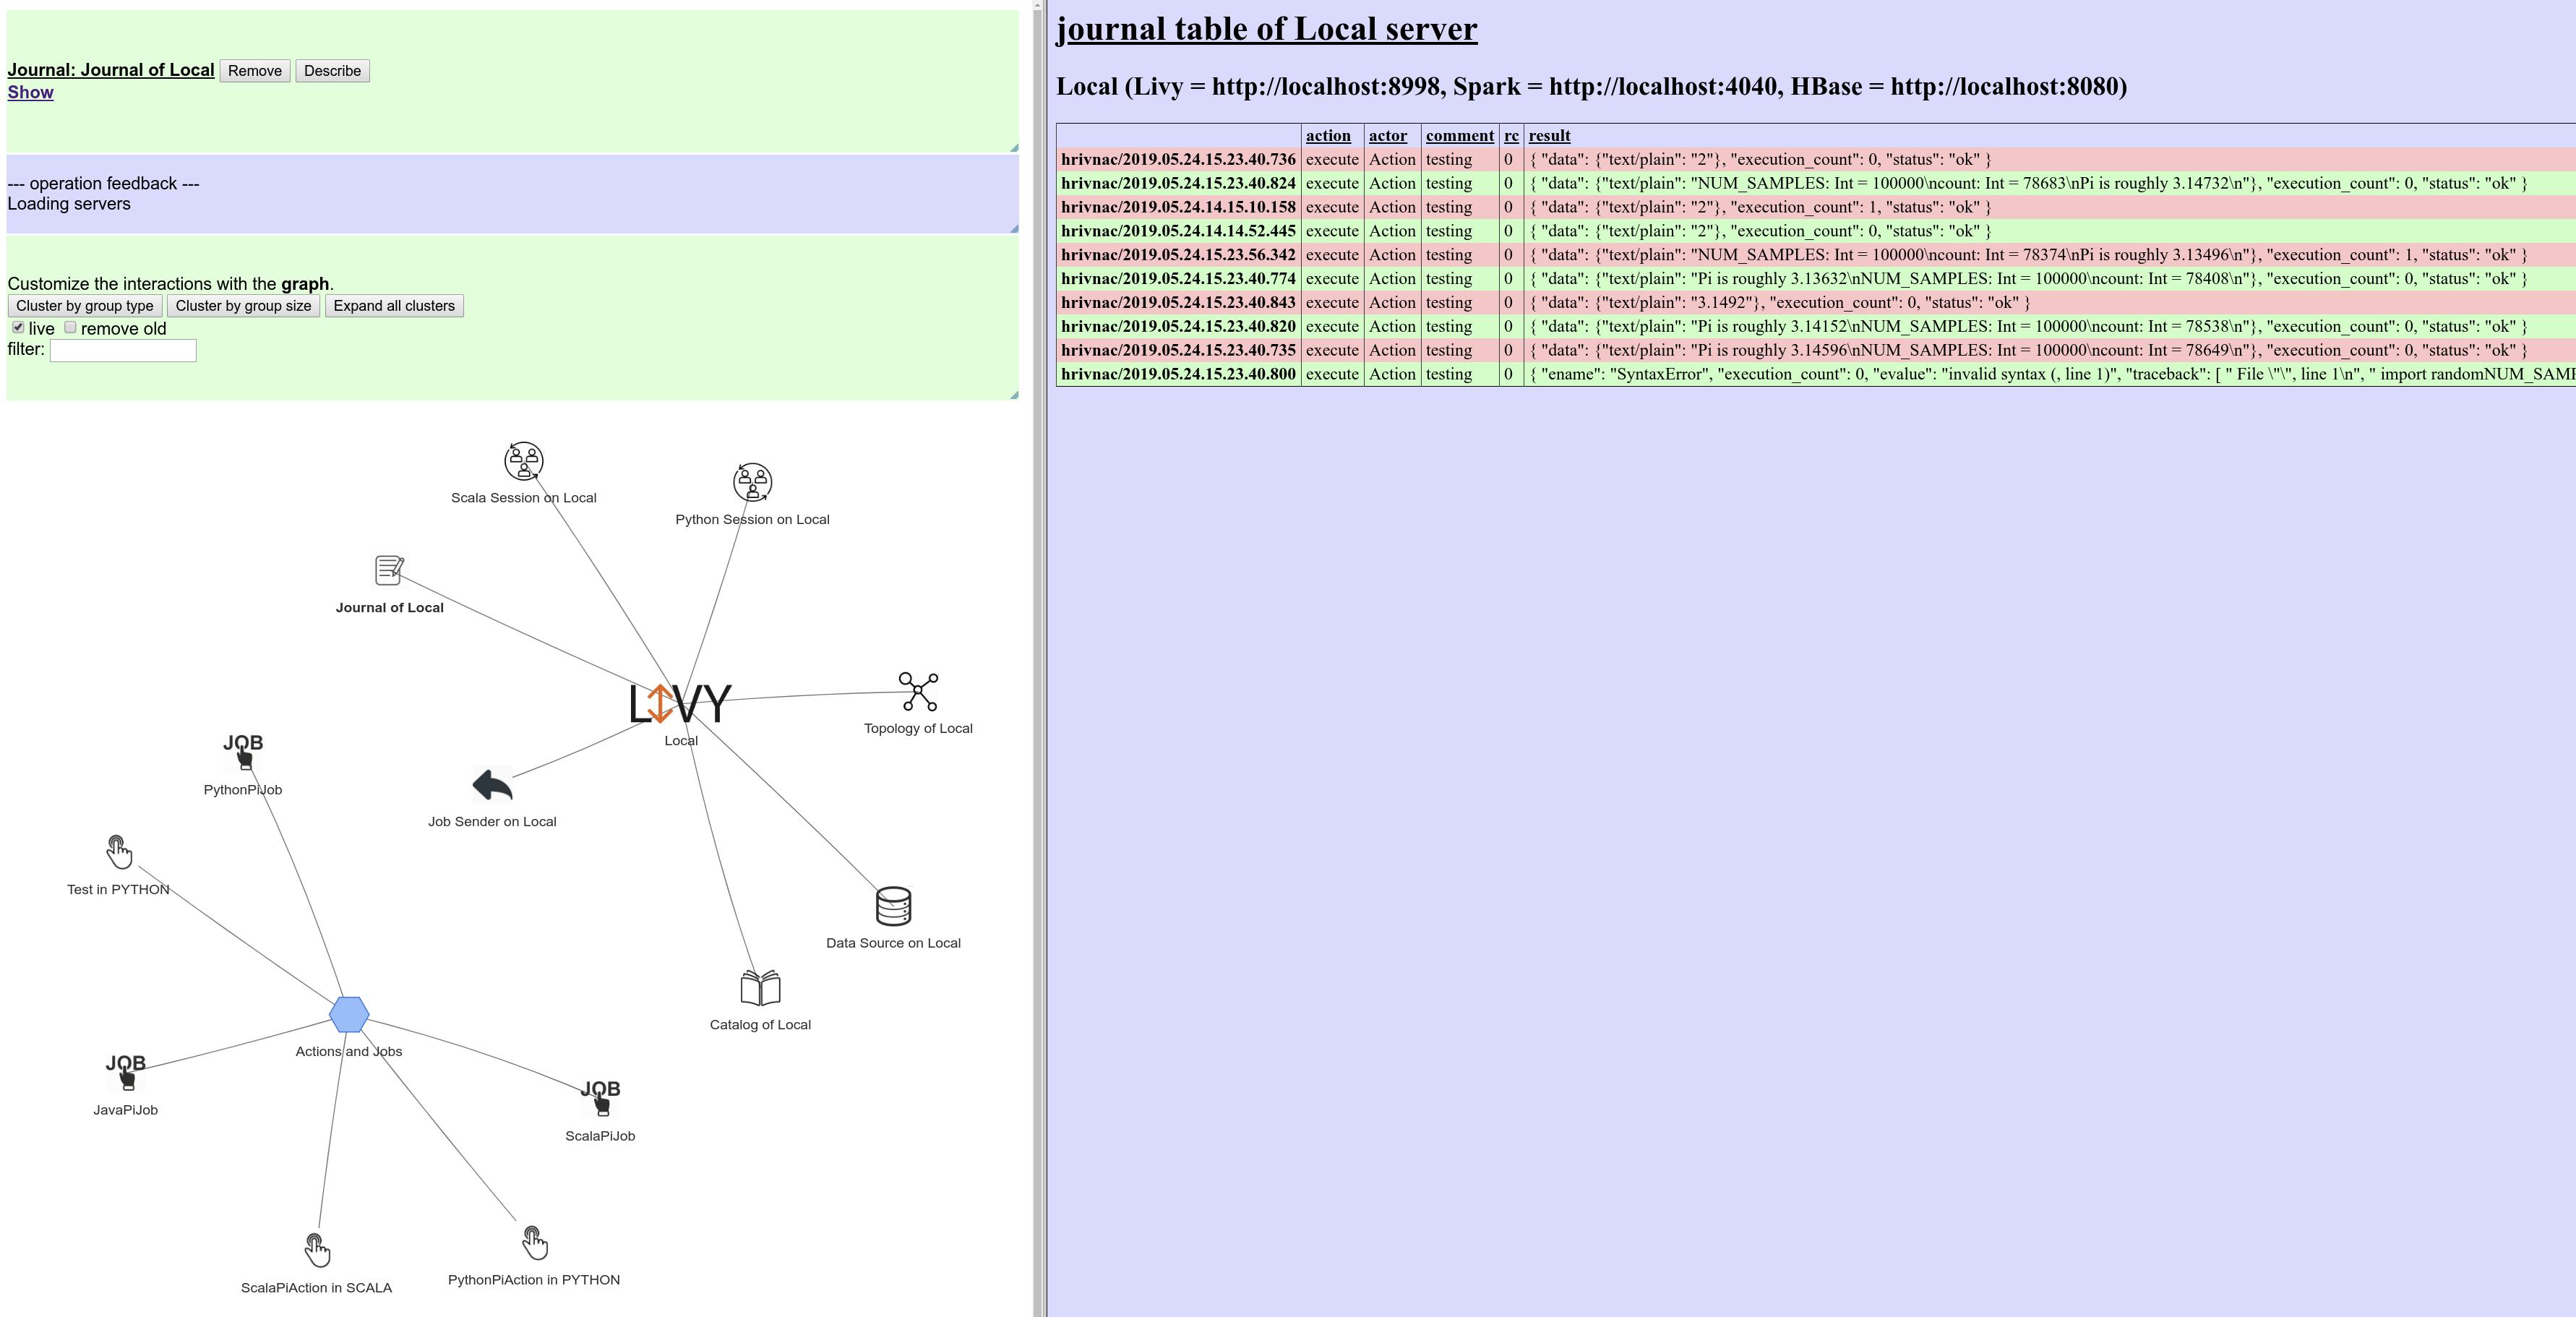 Journal: Journal of Local Remove Describe
Show
--- operation feedback ---
Loading servers
Customize the interactions with the graph.
Cluster by group type Cluster by group size Expand all clusters
live remove old
filter:
Scala Session on Local
Python Session on Local
Journal of Local
LIVY
Local
Topology of Local
JOB
PythonPiJob
Job Sender on Local
Test in PYTHON
Data Source on Local
Catalog of Local
Actions and Jobs
JOB
JavaPiJob
JOB
ScalaPiJob
ScalaPiAction in SCALA
PythonPiAction in PYTHON
journal table of Local server
Local (Livy = http://localhost:8998, Spark = http://localhost:4040, HBase = http://localhost:8080)
action actor comment rc result
hrivnac/2019.05.24.15.23.40.736 execute Action testing 0 { "data": {"text/plain": "2"}, "execution_count": 0, "status": "ok" }
hrivnac/2019.05.24.15.23.40.824 execute Action testing 0 { "data": {"text/plain": "NUM_SAMPLES: Int = 100000\ncount: Int = 78683\nPi is roughly 3.14732\n"}, "execution_count": 0, "status": "ok" }
hrivnac/2019.05.24.14.15.10.158 execute Action testing 0 { "data": {"text/plain": "2"}, "execution_count": 1, "status": "ok" }
hrivnac/2019.05.24.14.14.52.445 execute Action testing 0 { "data": {"text/plain": "2"}, "execution_count": 0, "status": "ok" }
hrivnac/2019.05.24.15.23.56.342 execute Action testing 0 { "data": {"text/plain": "NUM_SAMPLES: Int = 100000\ncount: Int = 78374\nPi is roughly 3.13496\n"}, "execution_count": 1, "status": "ok" }
hrivnac/2019.05.24.15.23.40.774 execute Action testing 0 { "data": {"text/plain": "Pi is roughly 3.13632\nNUM_SAMPLES: Int = 100000\ncount: Int = 78408\n"}, "execution_count": 0, "status": "ok" }
hrivnac/2019.05.24.15.23.40.843 execute Action testing 0 { "data": {"text/plain": "3.1492"}, "execution_count": 0, "status": "ok" }
hrivnac/2019.05.24.15.23.40.820 execute Action testing 0 { "data": {"text/plain": "Pi is roughly 3.14152\nNUM_SAMPLES: Int = 100000\ncount: Int = 78538\n"}, "execution_count": 0, "status": "ok" }
hrivnac/2019.05.24.15.23.40.735 execute Action testing 0 { "data": {"text/plain": "Pi is roughly 3.14596\nNUM_SAMPLES: Int = 100000\ncount: Int = 78649\n"}, "execution_count": 0, "status": "ok" }
hrivnac/2019.05.24.15.23.40.800 execute Action testing 0 { "ename": "SyntaxError", "execution_count": 0, "evalue": "invalid syntax (, line 1)", "traceback": [ " File \"\", line 1\n", " import randomNUM_SAM